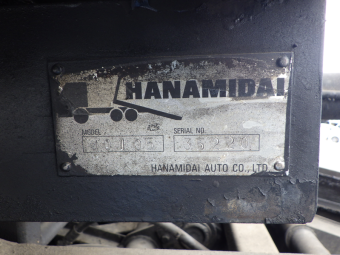 HANAMIDAI
MODEL SERIAL NO.
HANAMIDAI AUTO CO., LTD.